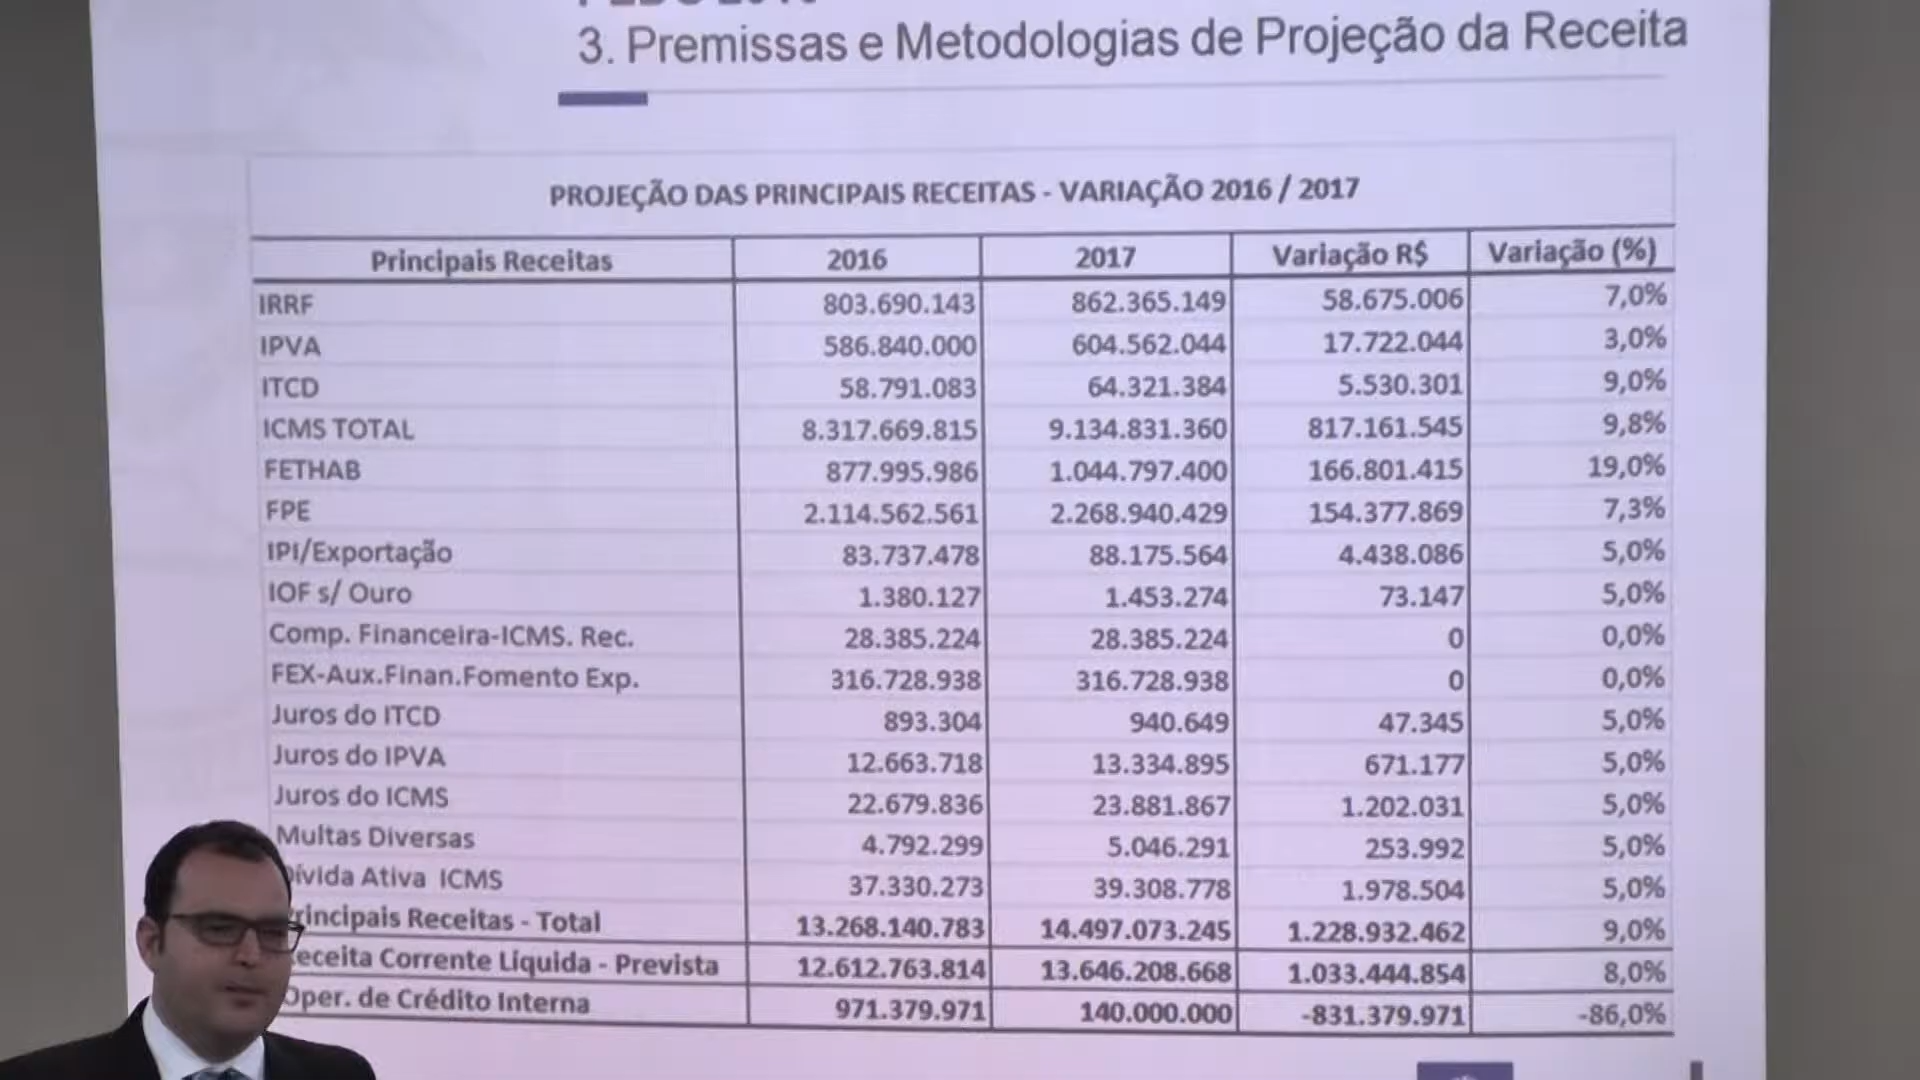 3. Premissas e Metodologias de Projeção da Receita
PROJEÇÃO DAS PRINCIPAIS RECEITAS - VARIAÇÃO 2016 / 2017
Principais Receitas 2016 2017 Variação R$ Variação (%)
IRRF 803.690.143 862.365.149 58.675.006 7,0%
IPVA 586.840.000 604.562.044 17.722.044 3,0%
ITCD 58.791.083 64.321.384 5.530.301 9,0%
ICMS TOTAL 8.317.669.815 9.134.831.360 817.161.545 9,8%
FETHAB 877.995.986 1.044.797.400 166.801.415 19,0%
FPE 2.114.562.561 2.268.940.429 154.377.869 7,3%
IPI/Exportação 83.737.478 88.175.564 4.438.086 5,0%
IOF s/ Ouro 1.380.127 1.453.274 73.147 5,0%
Comp. Financeira-ICMS. Rec. 28.385.224 28.385.224 0 0,0%
FEX-Aux.Finan.Fomento Exp. 316.728.938 316.728.938 0 0,0%
Juros do ITCD 893.304 940.649 47.345 5,0%
Juros do IPVA 12.663.718 13.334.895 671.177 5,0%
Juros do ICMS 22.679.836 23.881.867 1.202.031 5,0%
Multas Diversas 4.792.299 5.046.291 253.992 5,0%
Dívida Ativa ICMS 37.330.273 39.308.778 1.978.504 5,0%
rincipais Receitas - Total 13.268.140.783 14.497.073.245 1.228.932.462 9,0%
eceita Corrente Líquida - Prevista 12.612.763.814 13.646.208.668 1.033.444.854 8,0%
Oper. de Crédito Interna 971.379.971 140.000.000 -831.379.971 -86,0%